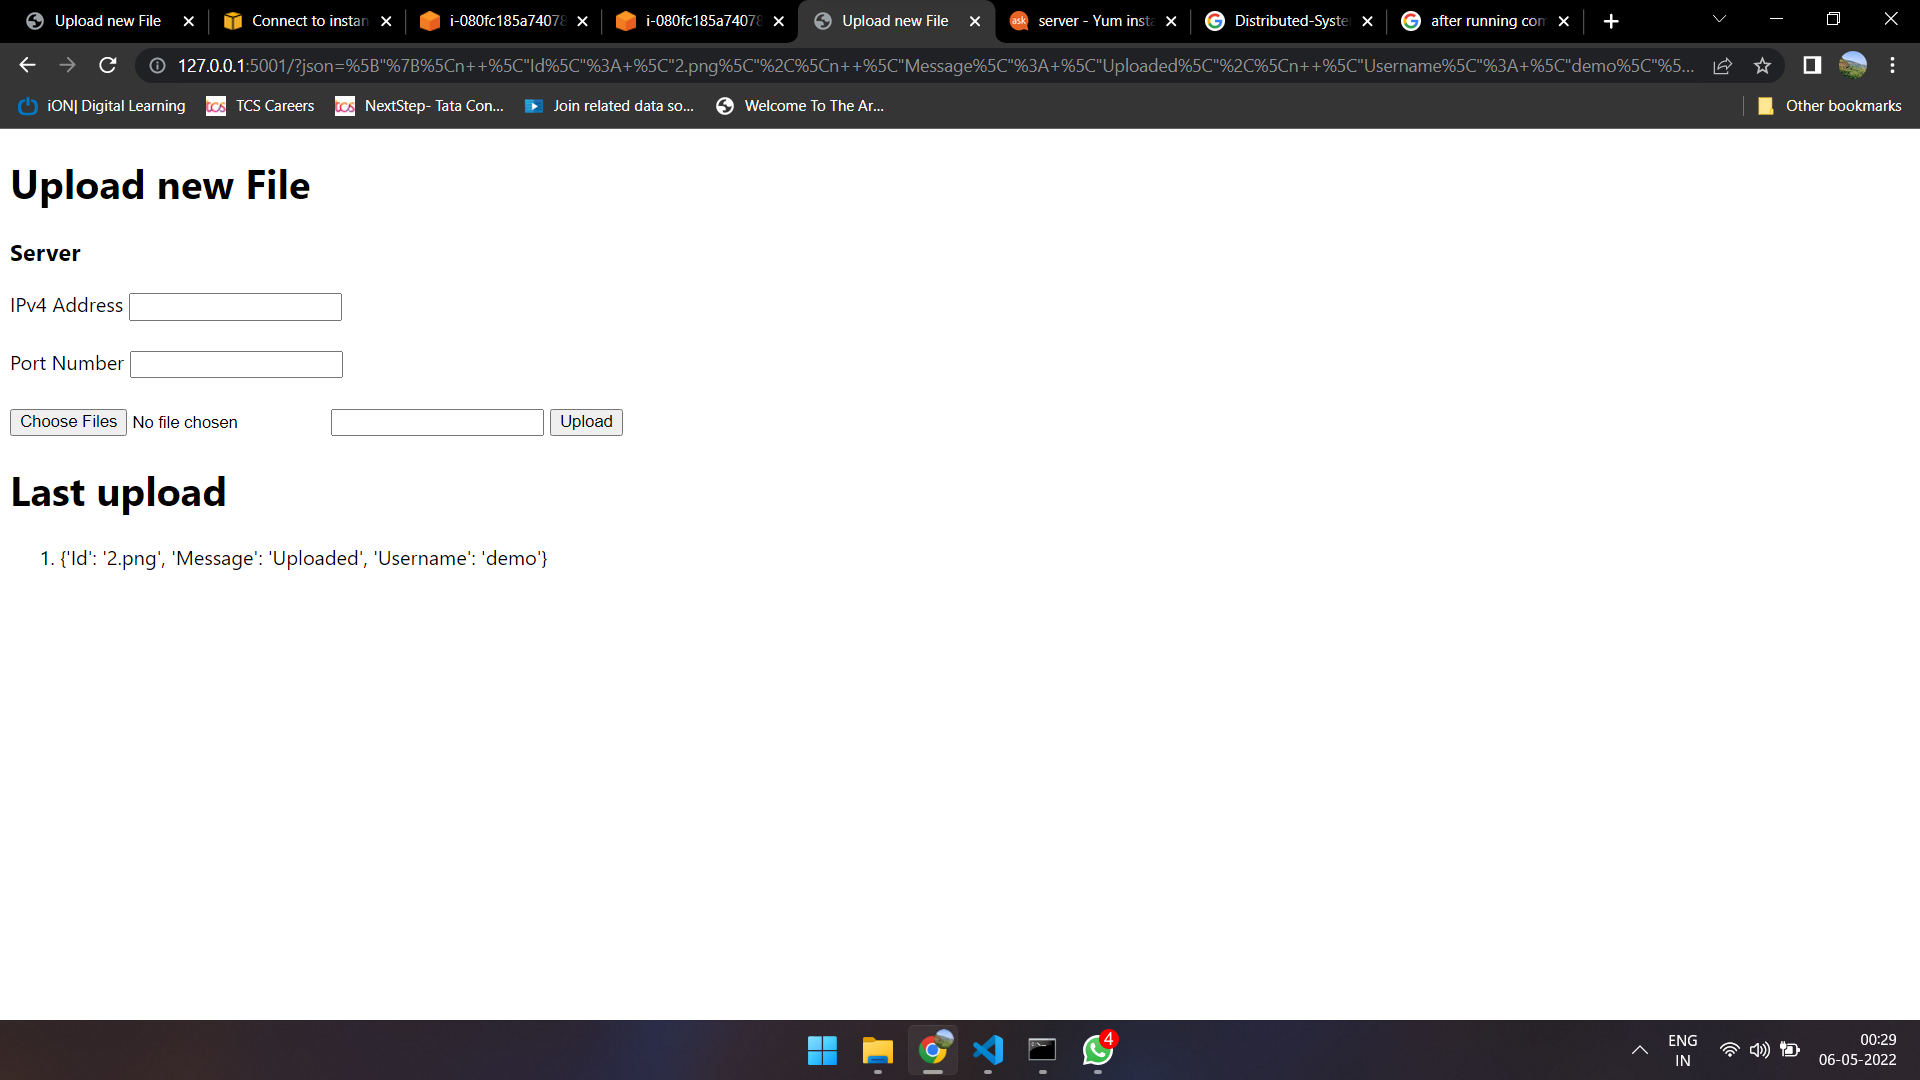 Upload new File
Connect to instan
i-080fc185a74078
i-080fc185a74078
Upload new File
ask
server - Yum insta
Distributed-Syste
after running com
127.0.0.1:5001/?json=%5B"%7B%5Cn++%5C"Id%5C"%3A+%5C"2.png%5C"%2C%5Cn++%5C"Message%5C"%3A+%5C"Uploaded%5C"%2C%5Cn++%5C"Username%5C"%3A+%5C"demo%5C"%5...
iON| Digital Learning
tcs
TCS Careers
tcs
NextStep- Tata Con...
Join related data so...
Welcome To The Ar...
Other bookmarks
Upload new File
Server
IPv4 Address
Port Number
Choose Files No file chosen Upload
Last upload
1. {'Id': '2.png', 'Message': 'Uploaded', 'Username': 'demo'}
4
ENG
IN
00:29
06-05-2022